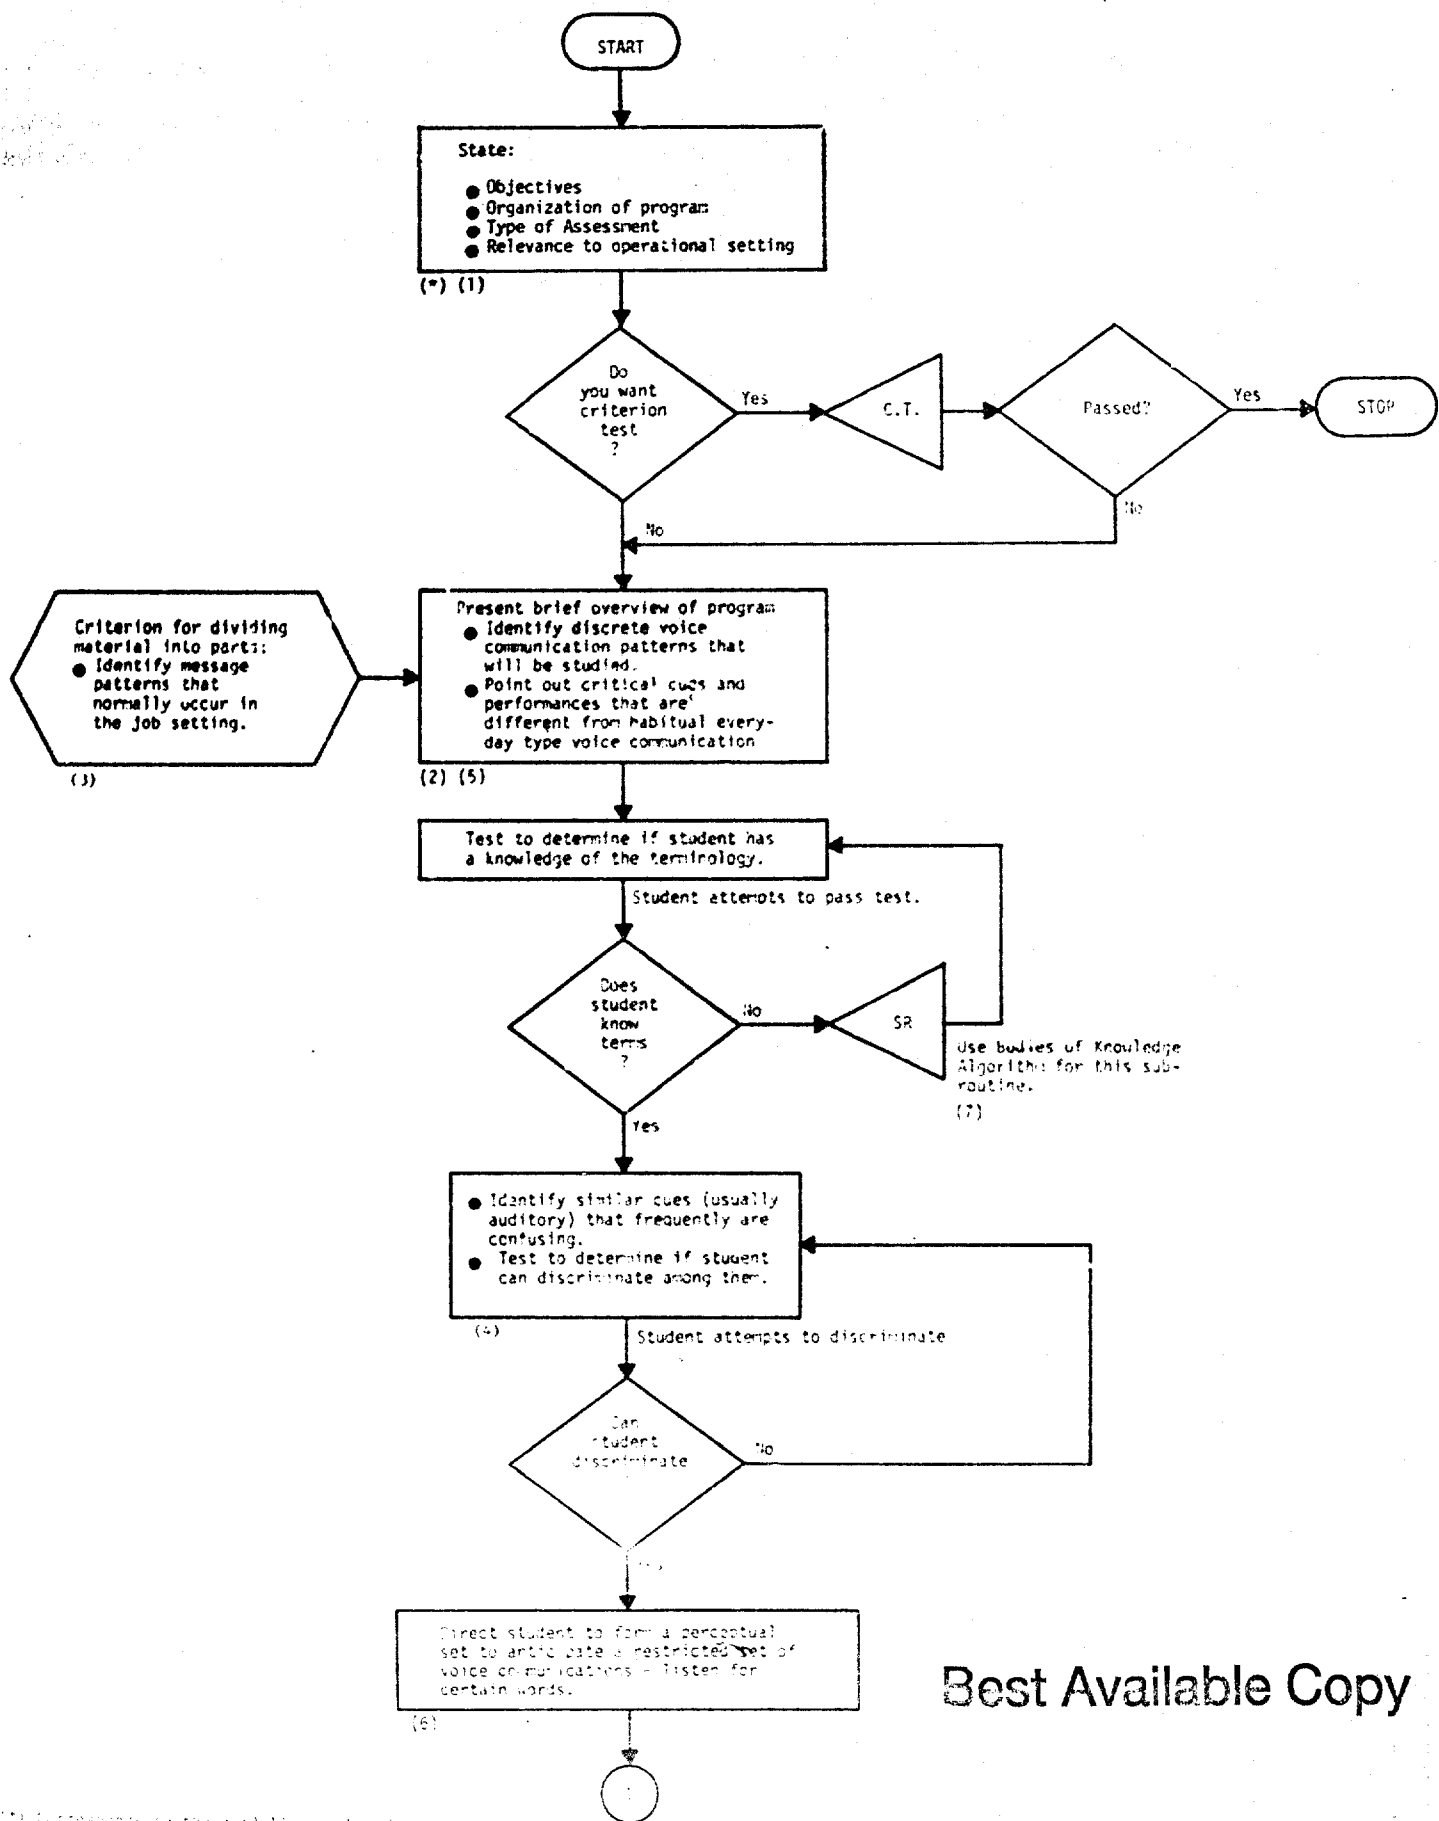 START
State:
● Objectives
● Organization of program
● Type of Assessment
● Relevance to operational setting
(*) (1)
Do
you want
criterion
test
?
Yes
C.T.
Passed?
Yes
STOP
No
No
Criterion for dividing
material into parts:
● Identify message
patterns that
normally occur in
the job setting.
(3)
Present brief overview of program
● Identify discrete voice
communication patterns that
will be studied.
● Point out critical cues and
performances that are
different from habitual every-
day type voice communication
(2) (5)
Test to determine if student has
a knowledge of the terminology.
Student attempts to pass test.
Does
student
know
terms
?
No
SR
Use Bodies of Knowledge
Algorithm for this sub-
routine.
(7)
Yes
● Identify similar cues (usually
auditory) that frequently are
confusing.
● Test to determine if student
can discriminate among them.
(4)
Student attempts to discriminate
Can
student
discriminate
No
Yes
Direct student to form a perceptual
set to anticipate a restricted set of
voice communications - listen for
certain words.
(6)
Best Available Copy